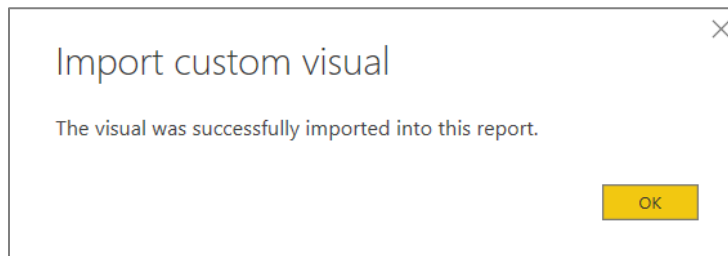 Import custom visual
The visual was successfully imported into this report.
OK